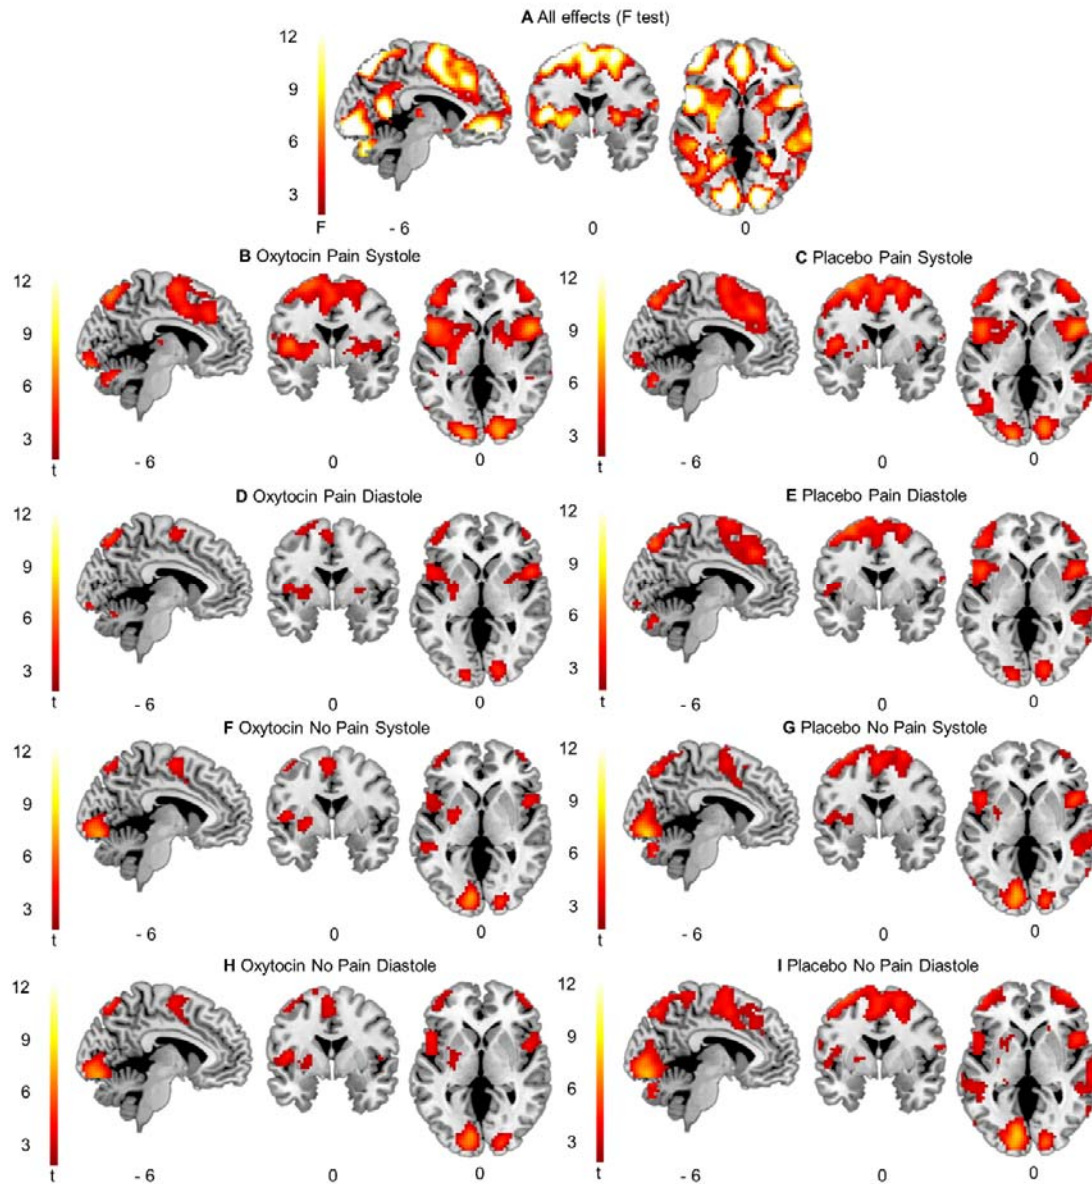 A All effects (F test)
12
9
6
3
F
- 6 0 0
B Oxytocin Pain Systole
12
9
6
3
t
- 6 0 0
C Placebo Pain Systole
12
9
6
3
t
- 6 0 0
D Oxytocin Pain Diastole
12
9
6
3
t
- 6 0 0
E Placebo Pain Diastole
12
9
6
3
t
- 6 0 0
F Oxytocin No Pain Systole
12
9
6
3
t
- 6 0 0
G Placebo No Pain Systole
12
9
6
3
t
- 6 0 0
H Oxytocin No Pain Diastole
12
9
6
3
t
- 6 0 0
I Placebo No Pain Diastole
12
9
6
3
t
- 6 0 0